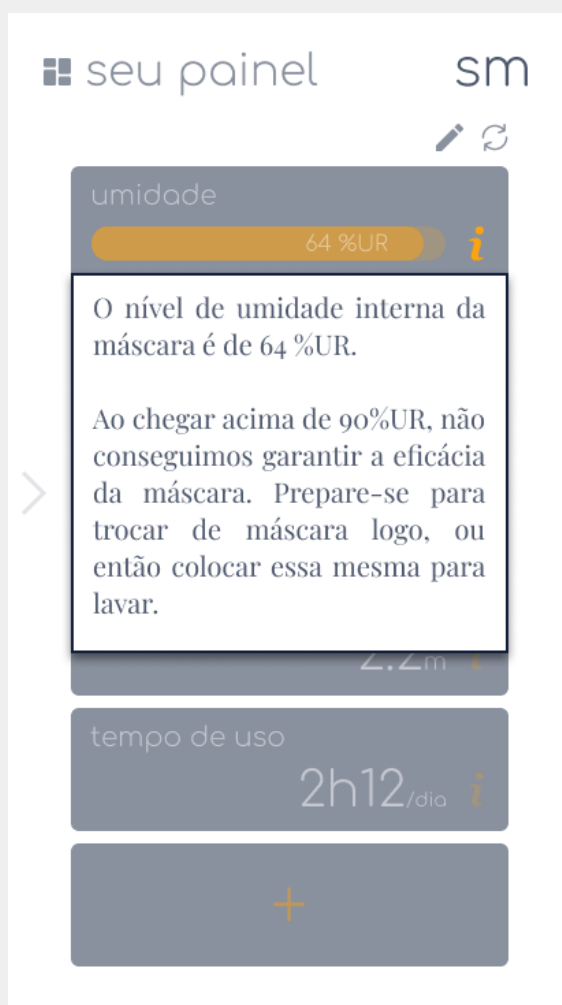 seu painel
sm
umidade
64 %UR
i
O nível de umidade interna da
máscara é de 64 %UR.
Ao chegar acima de 90%UR, não
conseguimos garantir a eficácia
da máscara. Prepare-se para
trocar de máscara logo, ou
então colocar essa mesma para
lavar.
2.2m i
tempo de uso
2h12/dia i
+